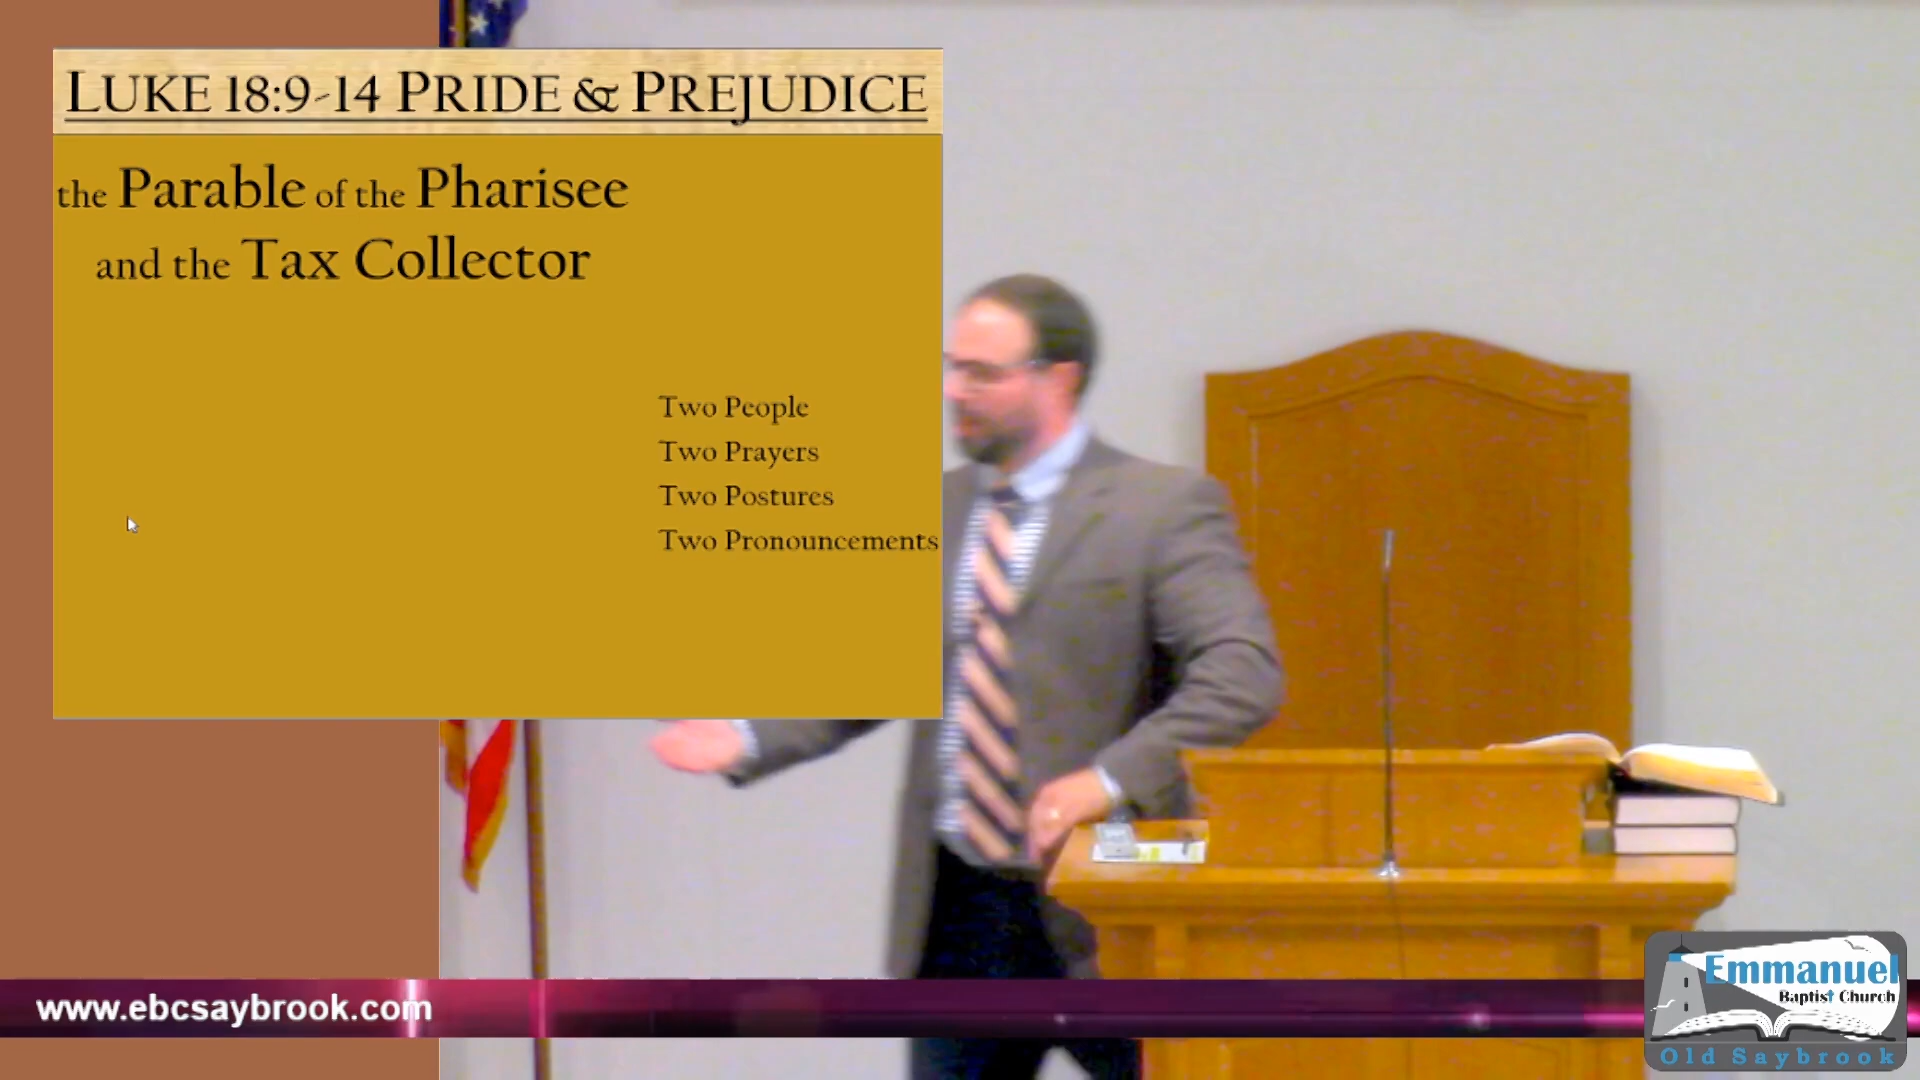 LUKE 18:9-14 PRIDE & PREJUDICE
the Parable of the Pharisee
and the Tax Collector
Two People
Two Prayers
Two Postures
Two Pronouncements
www.ebcsaybrook.com
Emmanuel
Baptist Church
Old Saybrook